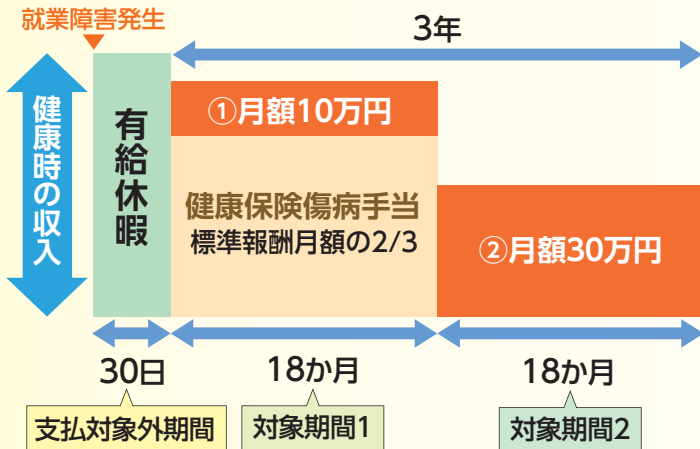 就業障害発生
3年
健康時の収入
有給休暇
①月額10万円
健康保険傷病手当
標準報酬月額の2/3
②月額30万円
30日
18か月
18か月
支払対象外期間
対象期間1
対象期間2